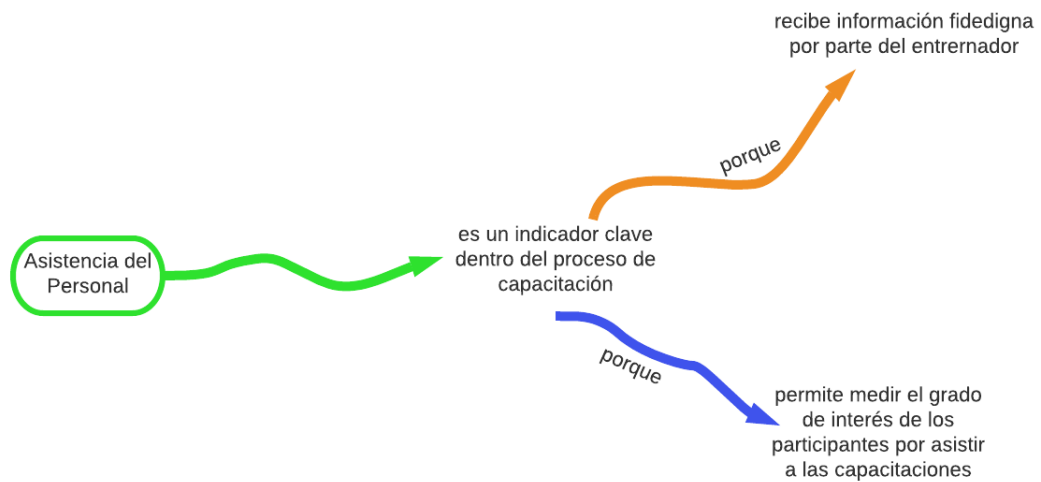 Asistencia del
Personal
es un indicador clave
dentro del proceso de
capacitación
porque
recibe información fidedigna
por parte del entrernador
porque
permite medir el grado
de interés de los
participantes por asistir
a las capacitaciones